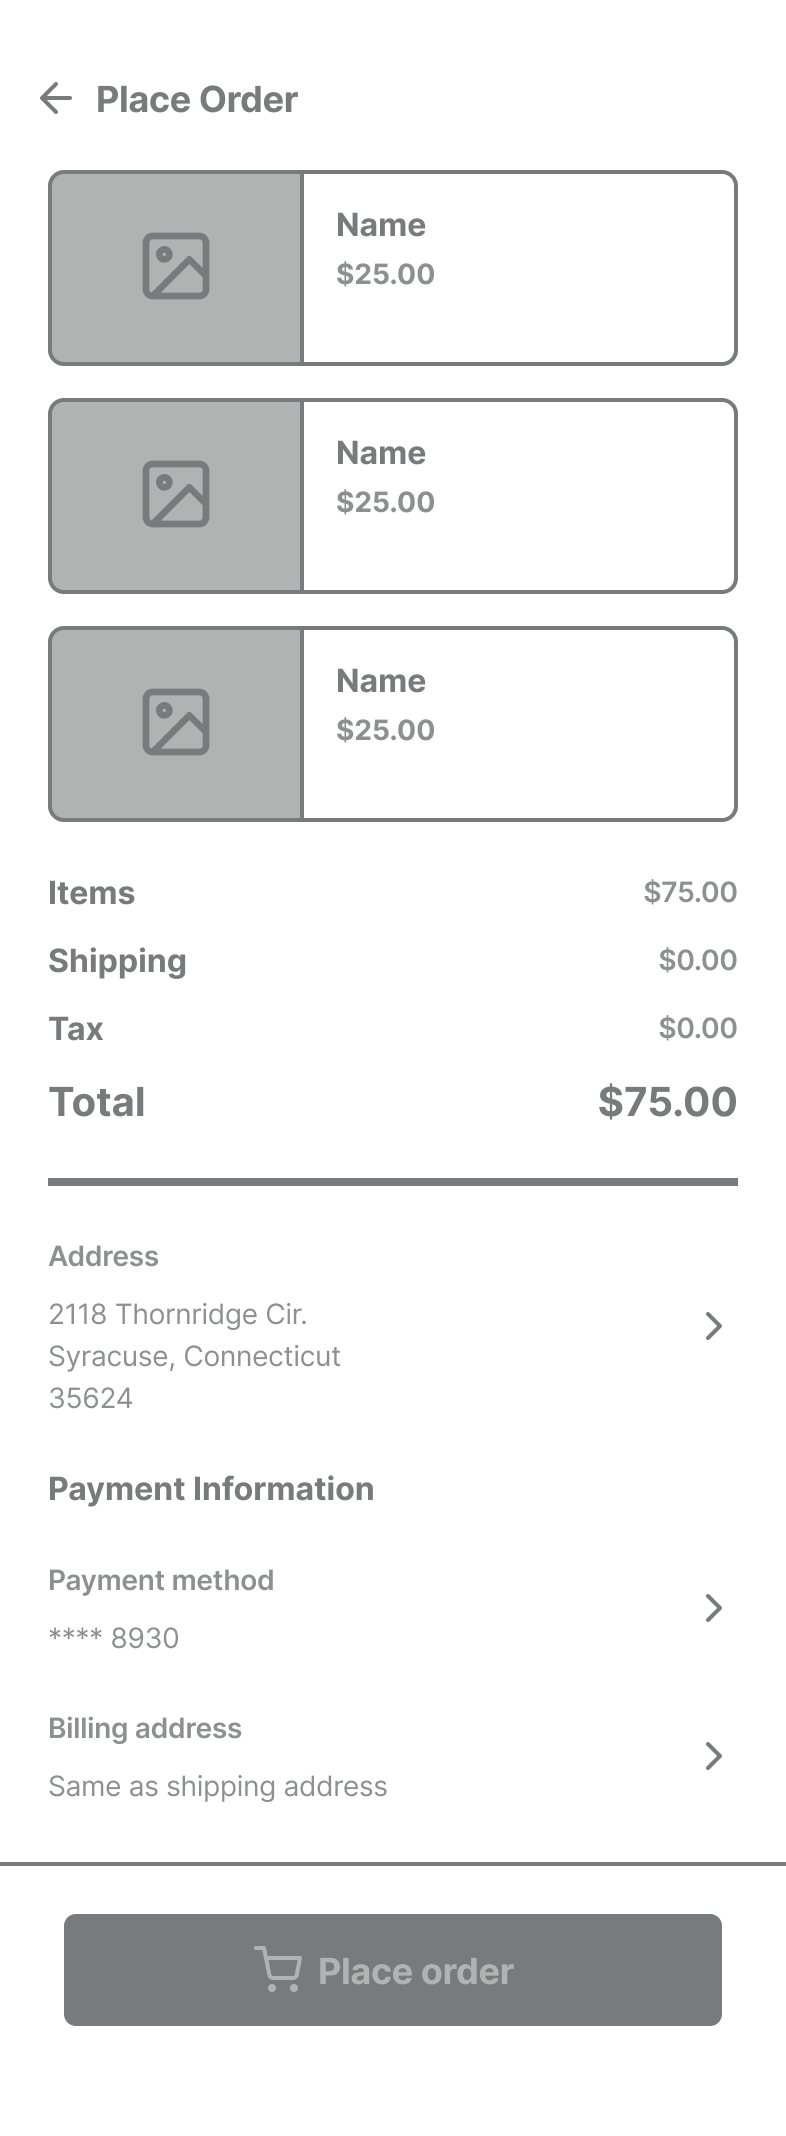 Place Order
Name
$25.00
Name
$25.00
Name
$25.00
Items $75.00
Shipping $0.00
Tax $0.00
Total $75.00
Address
2118 Thornridge Cir.
Syracuse, Connecticut
35624
Payment Information
Payment method
**** 8930
Billing address
Same as shipping address
Place order